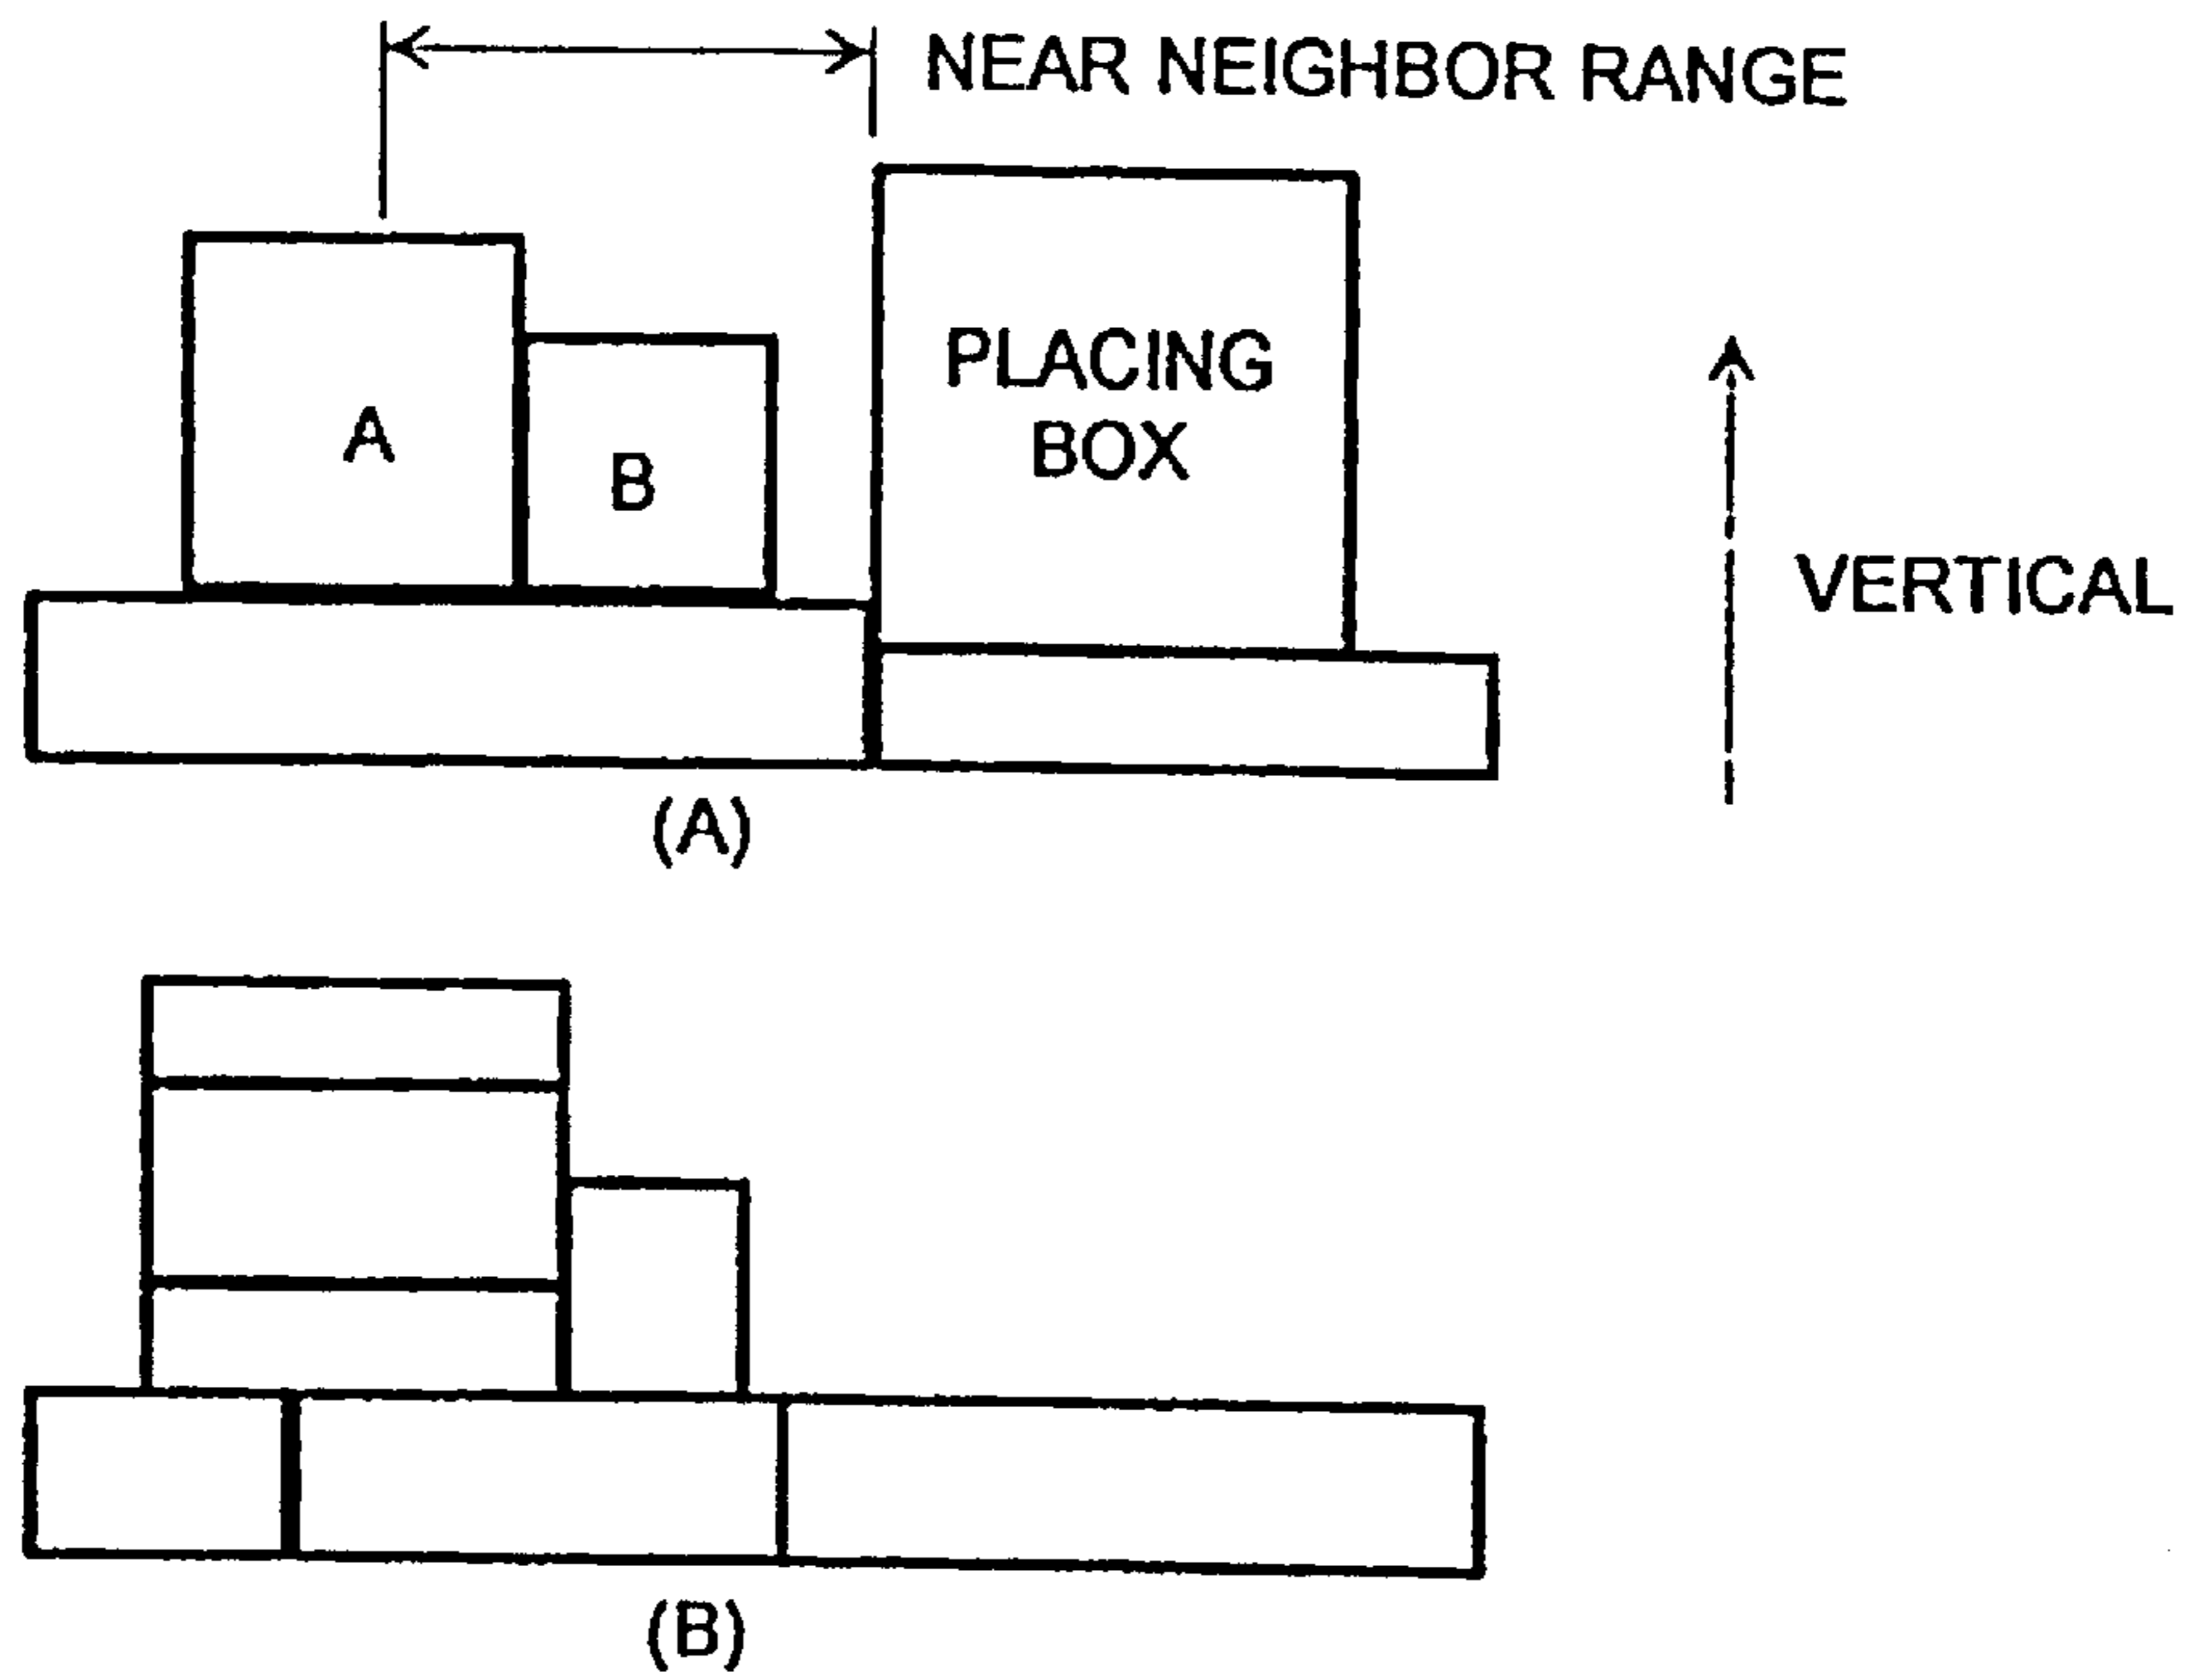 NEAR NEIGHBOR RANGE
PLACING
BOX
A
B
VERTICAL
(A)
(B)